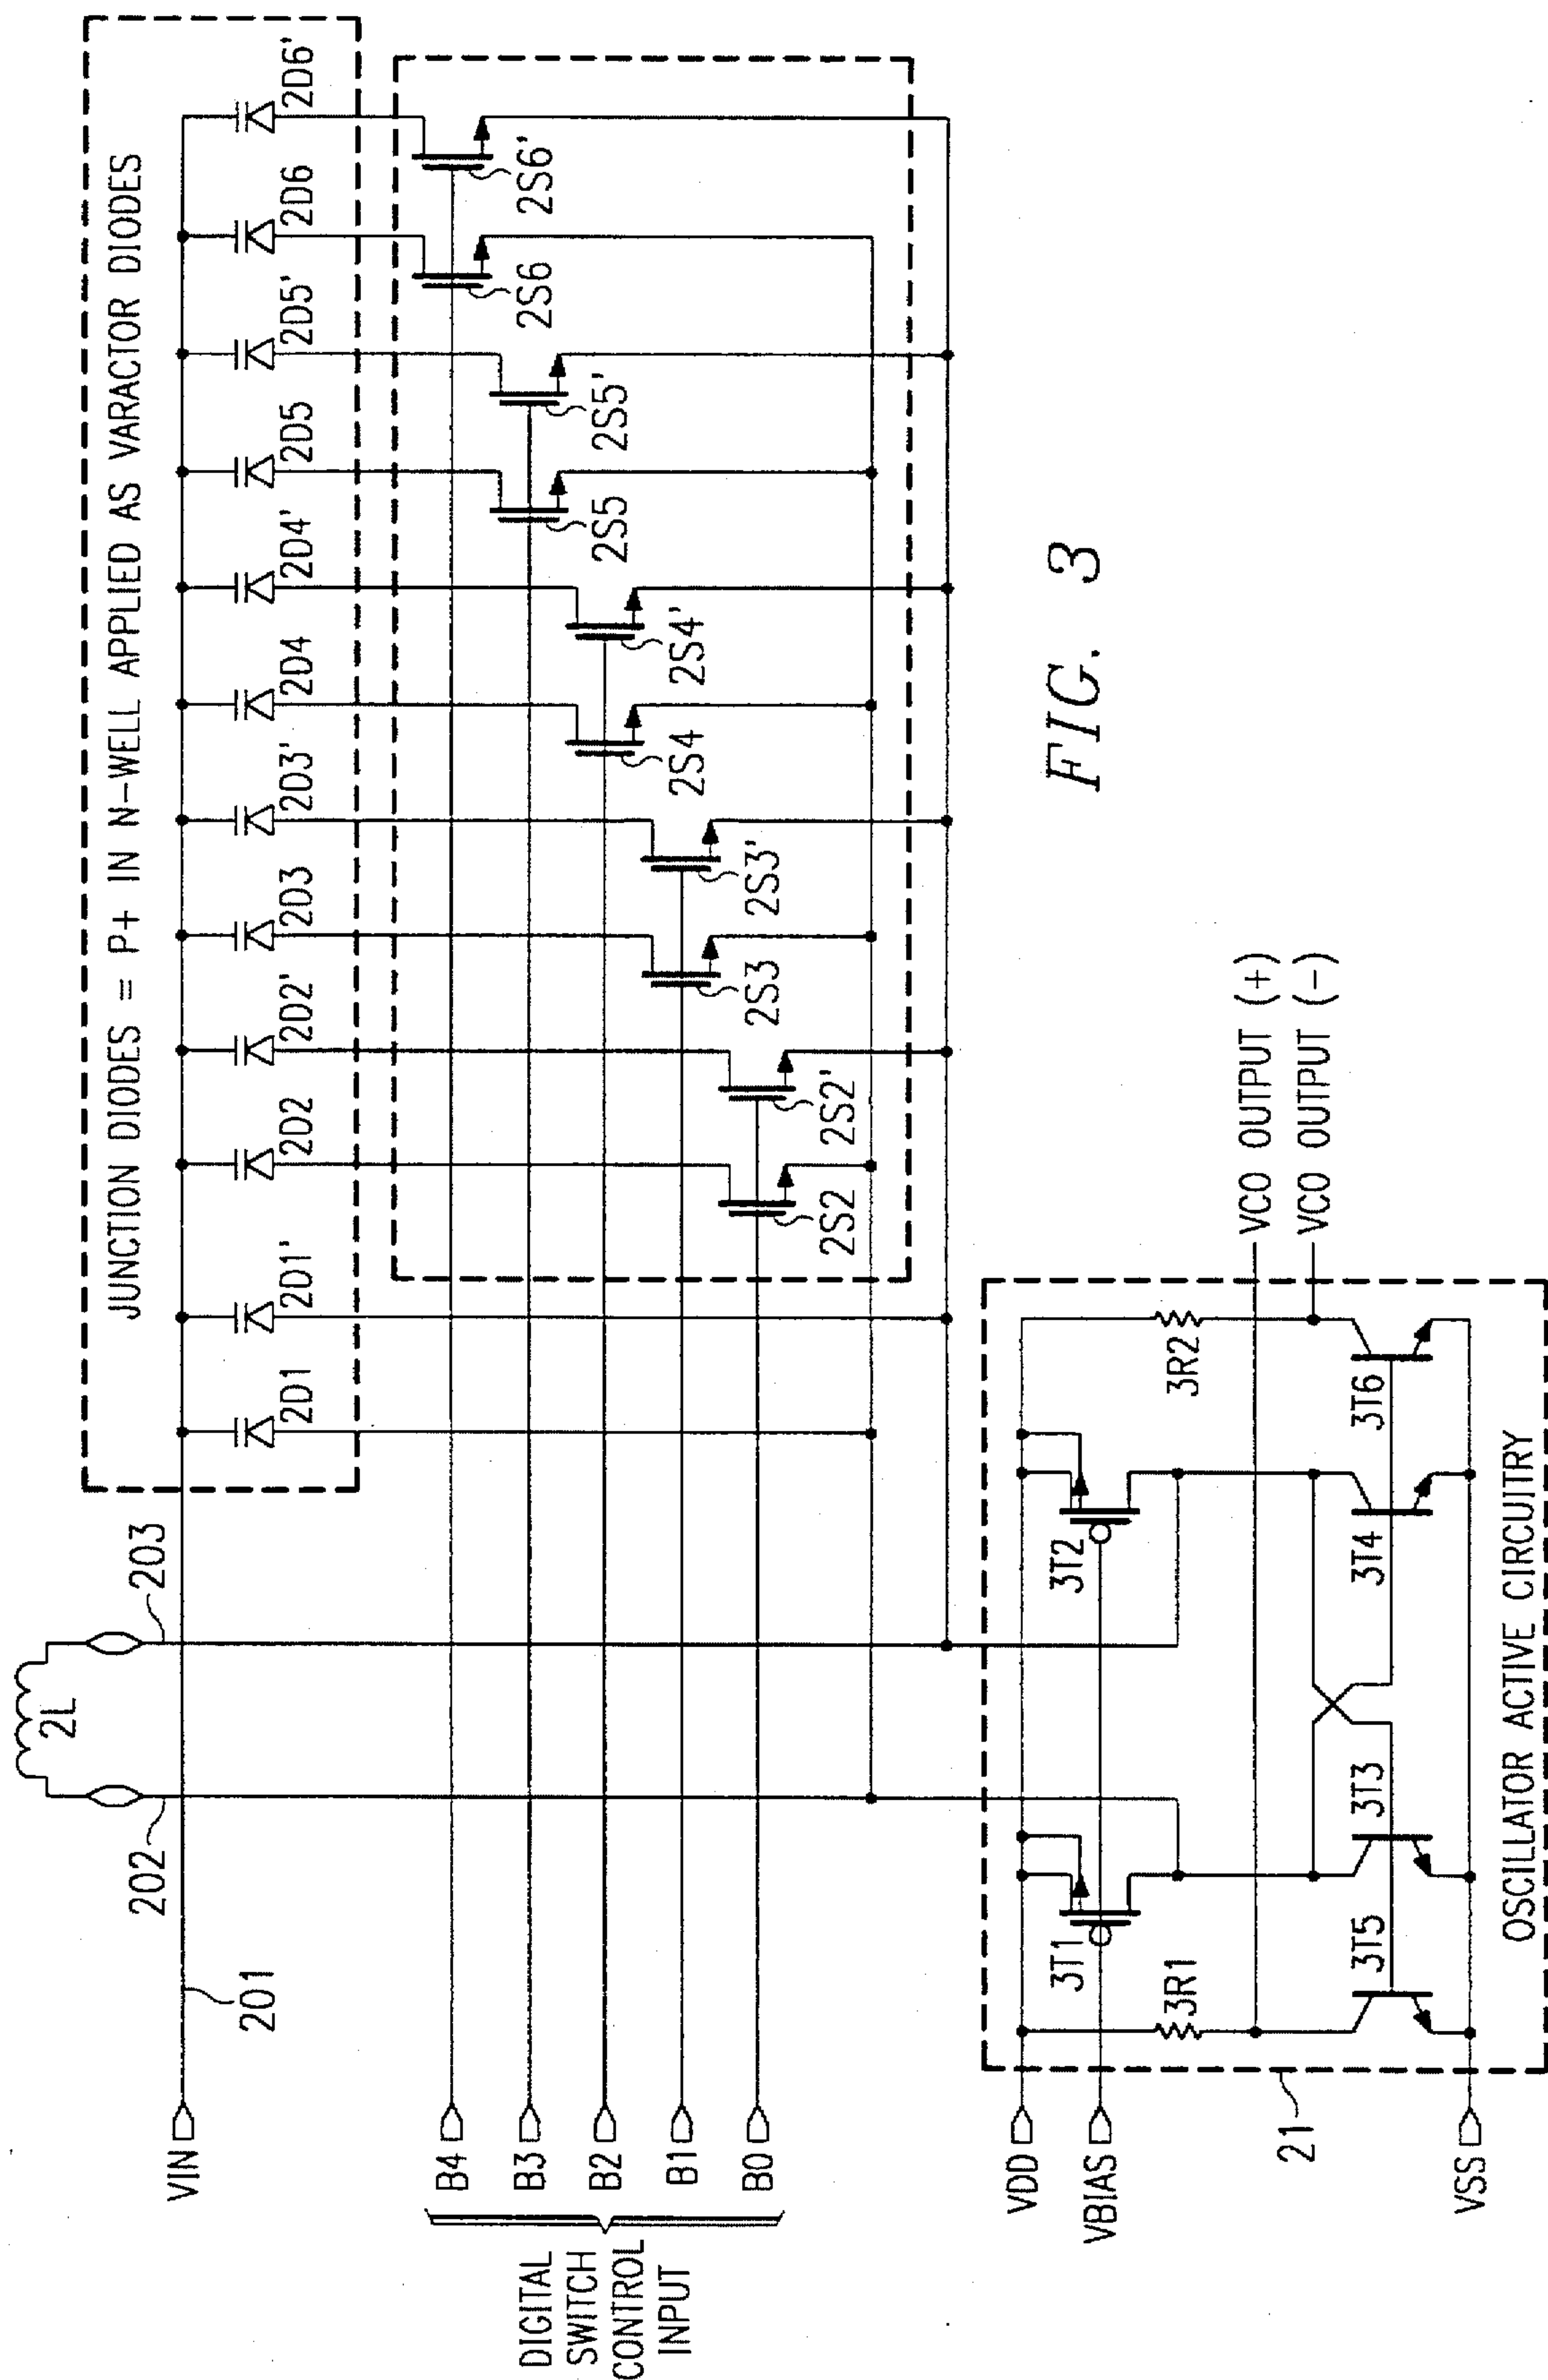 2L
202
203
201
VIN
JUNCTION DIODES = P+ IN N-WELL APPLIED AS VARACTOR DIODES
2D1
2D1'
2D2
2D2'
2D3
2D3'
2D4
2D4'
2D5
2D5'
2D6
2D6'
DIGITAL
SWITCH
CONTROL
INPUT
B4
B3
B2
B1
B0
2S6
2S6'
2S5
2S5'
2S4
2S4'
2S3
2S3'
2S2
2S2'
VDD
VBIAS
21
VSS
3T1
3T2
3R1
3R2
3T5
3T3
3T4
3T6
OSCILLATOR ACTIVE CIRCUITRY
VCO OUTPUT (+)
VCO OUTPUT (-)
FIG. 3